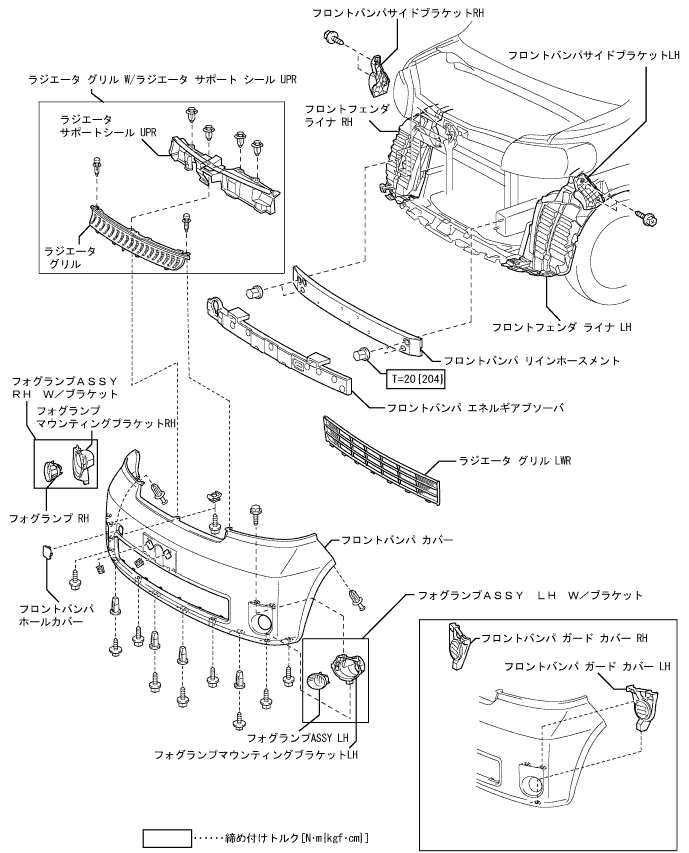 フロントバンパサイドブラケットRH
フロントバンパサイドブラケットLH
ラジエータ グリル W/ラジエータ サポート シール UPR
ラジエータ
サポートシール UPR
フロントフェンダ
ライナ RH
ラジエータ
グリル
フロントフェンダ ライナ LH
フロントバンパ リインホースメント
T=20{204}
フロントバンパ エネルギアブソーバ
フォグランプASSY
RH W/ブラケット
フォグランプ
マウンティングブラケットRH
フォグランプ RH
ラジエータ グリル LWR
フロントバンパ カバー
フロントバンパ
ホールカバー
フォグランプASSY LH W/ブラケット
フロントバンパ ガード カバー RH
フロントバンパ ガード カバー LH
フォグランプASSY LH
フォグランプマウンティングブラケットLH
······締め付けトルク[N·m{kgf·cm}]